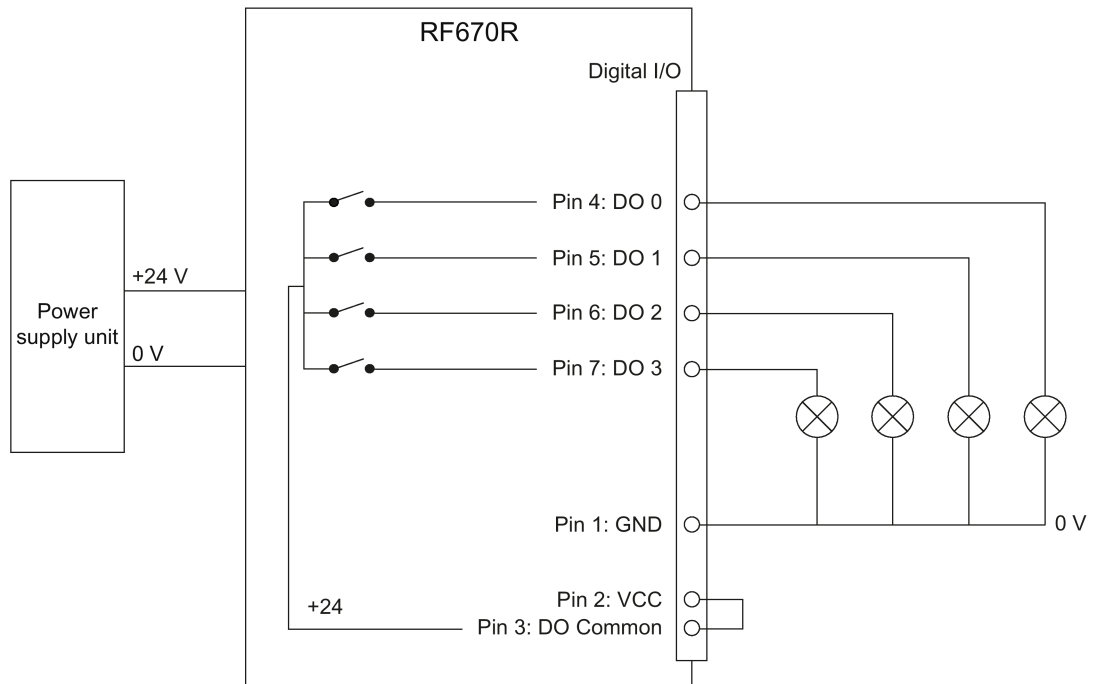 RF670R
Digital I/O
Pin 4: DO 0
Pin 5: DO 1
+24 V
Pin 6: DO 2
Power
supply unit
0 V
Pin 7: DO 3
Pin 1: GND
0 V
Pin 2: VCC
+24
Pin 3: DO Common